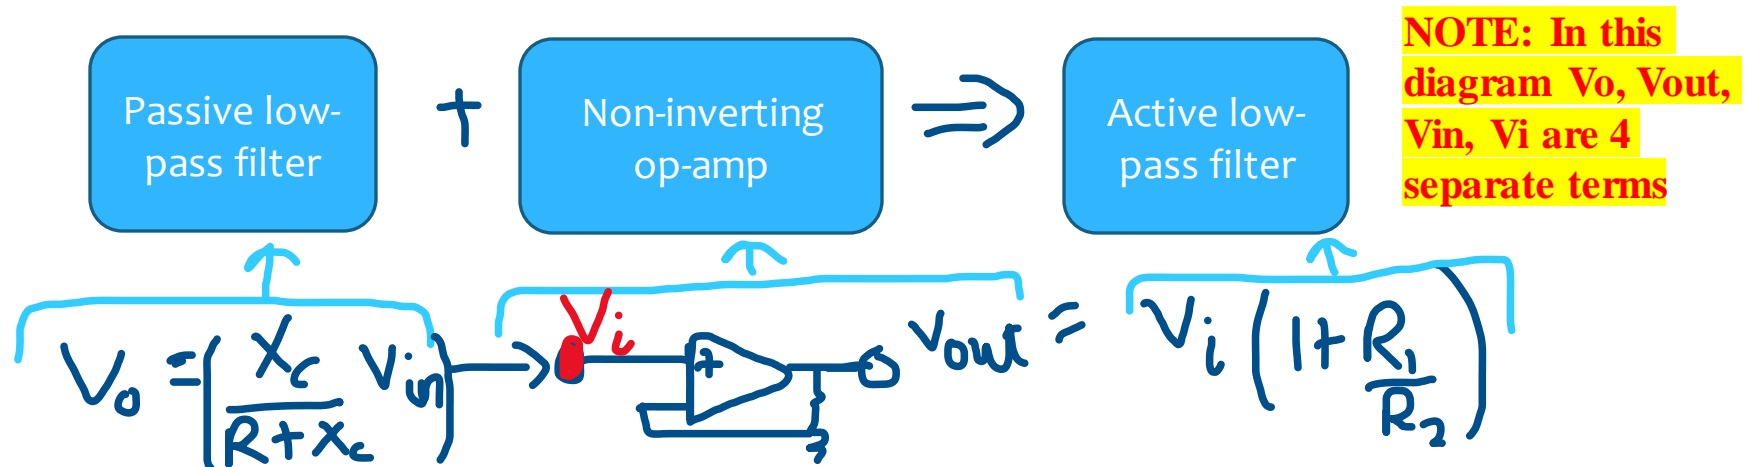 Passive low-
pass filter
+
Non-inverting
op-amp
⇒
Active low-
pass filter
NOTE: In this
diagram Vo, Vout,
Vin, Vi are 4
separate terms
Vo = (Xc / (R + Xc) Vin)
Vi
+
Vout = Vi (1 + R1 / R2)